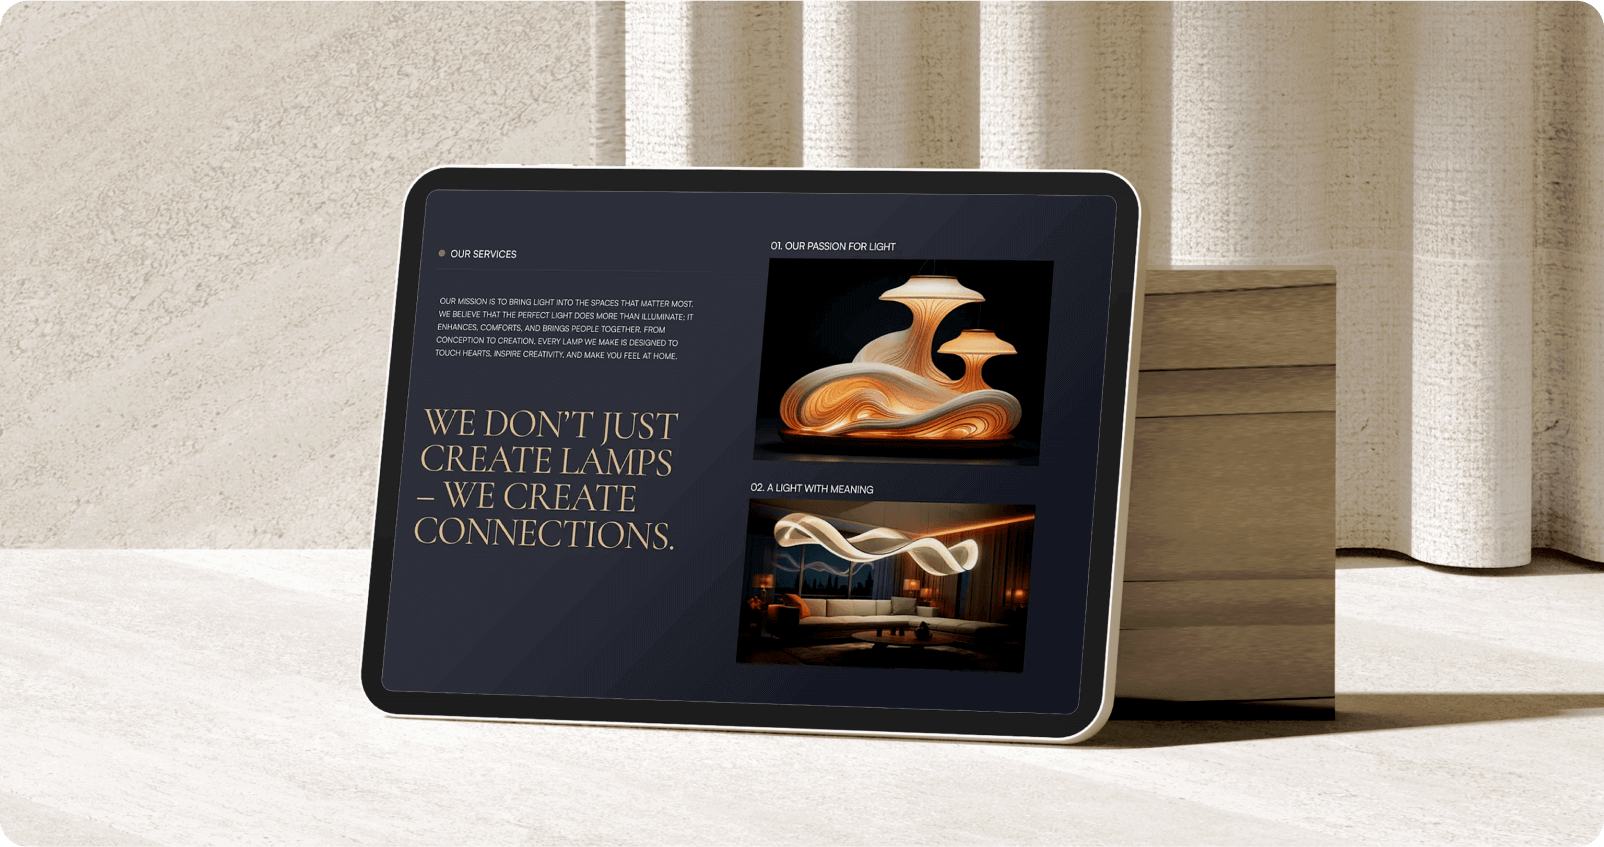 OUR SERVICES
OUR MISSION IS TO BRING LIGHT INTO THE SPACES THAT MATTER MOST.
WE BELIEVE THAT THE PERFECT LIGHT DOES MORE THAN ILLUMINATE; IT
ENHANCES, COMFORTS, AND BRINGS PEOPLE TOGETHER. FROM
CONCEPTION TO CREATION, EVERY LAMP WE MAKE IS DESIGNED TO
TOUCH HEARTS, INSPIRE CREATIVITY, AND MAKE YOU FEEL AT HOME.
WE DON’T JUST
CREATE LAMPS
– WE CREATE
CONNECTIONS.
01. OUR PASSION FOR LIGHT
02. A LIGHT WITH MEANING